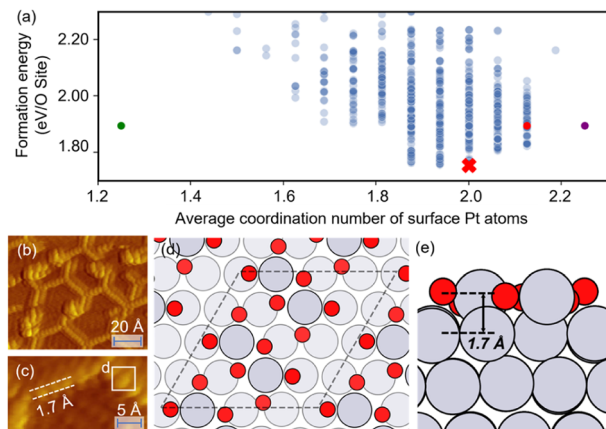 (a)
Formation energy
(eV/O Site)
2.20
2.00
1.80
1.2
1.4
1.6
1.8
2.0
2.2
Average coordination number of surface Pt atoms
(b)
20 Å
(c)
d
1.7 Å
5 Å
(d)
(e)
1.7 Å